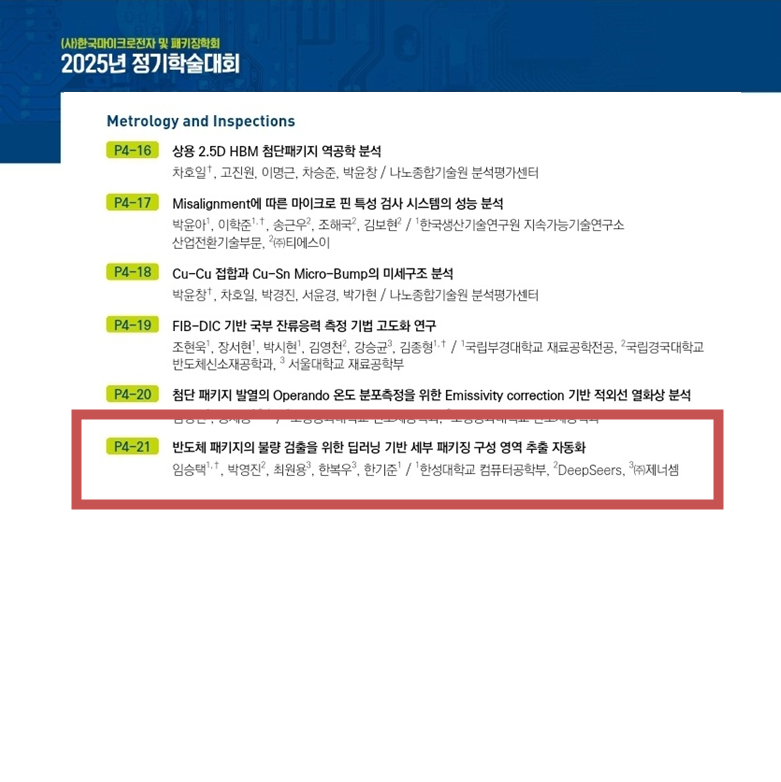 (사)한국마이크로전자 및 패키징학회
2025년 정기학술대회
Metrology and Inspections
P4-16 상용 2.5D HBM 첨단패키지 역공학 분석
차호일†, 고진원, 이명근, 차승준, 박윤창 / 나노종합기술원 분석평가센터
P4-17 Misalignment에 따른 마이크로 핀 특성 검사 시스템의 성능 분석
박윤아¹, 이학준¹,†, 송근우², 조해국², 김보현² / ¹한국생산기술연구원 지속가능기술연구소
산업전환기술부문, ²㈜티에스이
P4-18 Cu-Cu 접합과 Cu-Sn Micro-Bump의 미세구조 분석
박윤창†, 차호일, 박경진, 서윤경, 박가현 / 나노종합기술원 분석평가센터
P4-19 FIB-DIC 기반 국부 잔류응력 측정 기법 고도화 연구
조현욱¹, 장서현¹, 박시현¹, 김영천², 강승균³, 김종형¹,† / ¹국립부경대학교 재료공학전공, ²국립경국대학교
반도체신소재공학과, ³ 서울대학교 재료공학부
P4-20 첨단 패키지 발열의 Operando 온도 분포측정을 위한 Emissivity correction 기반 적외선 열화상 분석
P4-21 반도체 패키지의 불량 검출을 위한 딥러닝 기반 세부 패키징 구성 영역 추출 자동화
임승택¹,†, 박영진², 최원용³, 한복우³, 한기준¹ / ¹한성대학교 컴퓨터공학부, ²DeepSeers, ³㈜제너셈